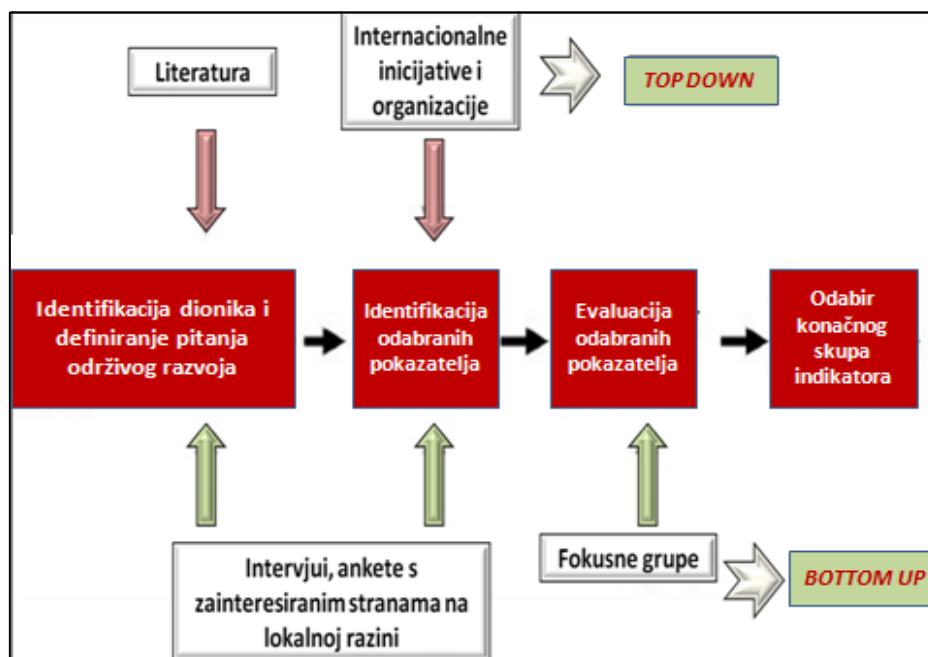 Literatura
Internacionalne
inicijative i
organizacije
TOP DOWN
Identifikacija dionika i
definiranje pitanja
održivog razvoja
Identifikacija
odabranih
pokazatelja
Evaluacija
odabranih
pokazatelja
Odabir
konačnog
skupa
indikatora
Intervjui, ankete s
zainteresiranim stranama na
lokalnoj razini
Fokusne grupe
BOTTOM UP